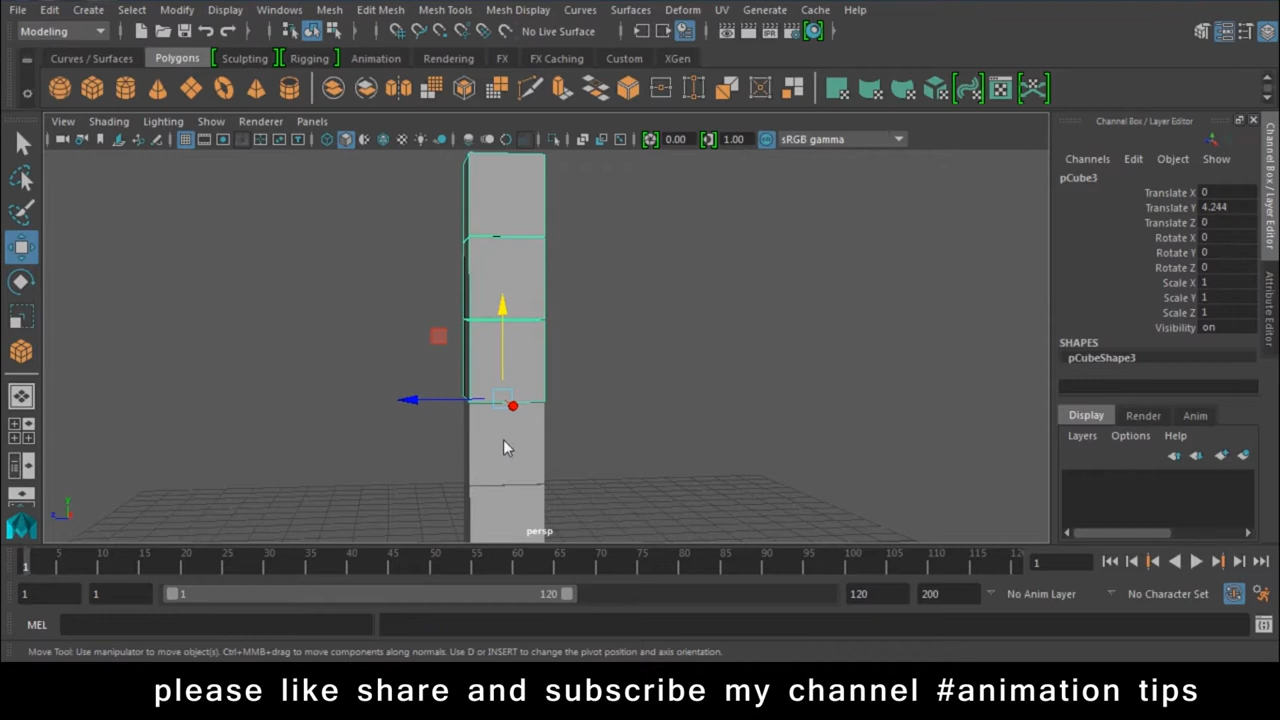 File Edit Create Select Modify Display Windows Mesh Edit Mesh Mesh Tools Mesh Display Curves Surfaces Deform UV Generate Cache Help
Modeling No Live Surface
Curves / Surfaces Polygons Sculpting Rigging Animation Rendering FX FX Caching Custom XGen
View Shading Lighting Show Renderer Panels
0.00 1.00 sRGB gamma
Channel Box / Layer Editor
Channels Edit Object Show
pCube3
Translate X 0
Translate Y 4.244
Translate Z 0
Rotate X 0
Rotate Y 0
Rotate Z 0
Scale X 1
Scale Y 1
Scale Z 1
Visibility on
SHAPES
pCubeShape3
Display Render Anim
Layers Options Help
Channel Box / Layer Editor
Attribute Editor
y
z
persp
1 5 10 15 20 25 30 35 40 45 50 55 60 65 70 75 80 85 90 95 100 105 110 115 12
1
1 1 1 120 120 200 No Anim Layer No Character Set
MEL
Move Tool: Use manipulator to move object(s). Ctrl+MMB+drag to move components along normals. Use D or INSERT to change the pivot position and axis orientation.
please like share and subscribe my channel #animation tips